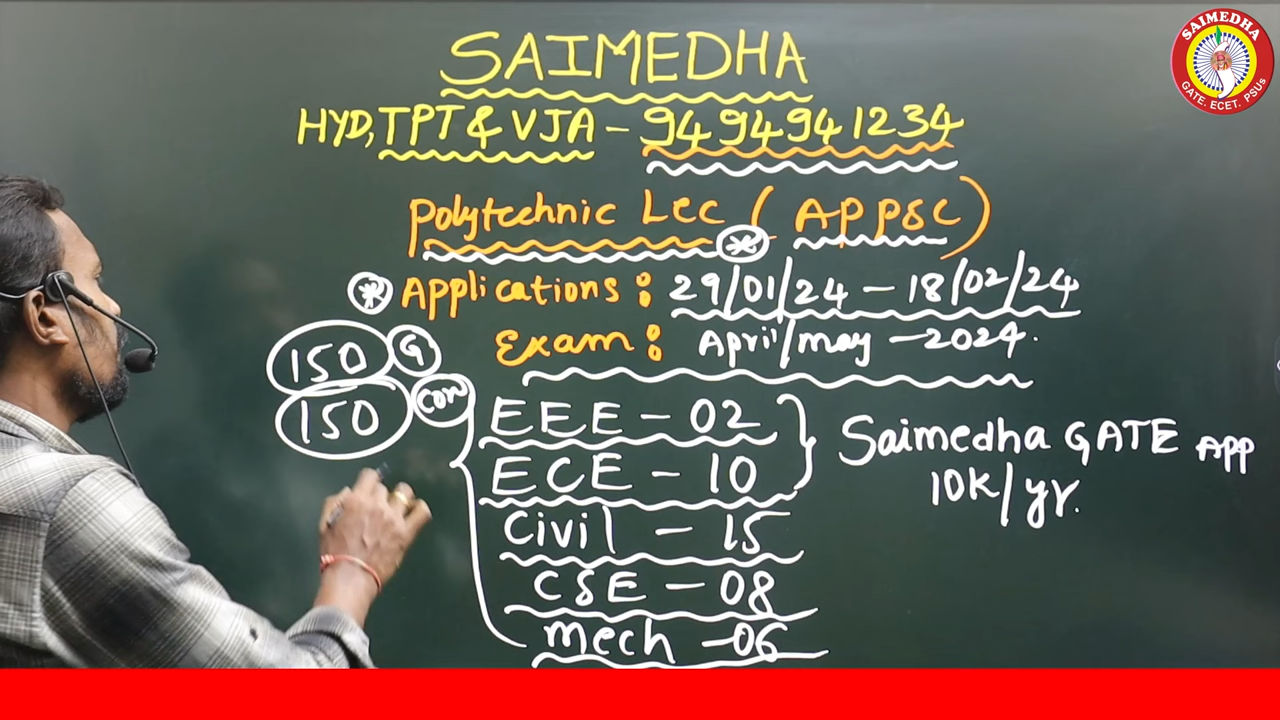 SAIMEDHA
SAIMEDHA
GATE. ECET. PSUs
HYD, TPT & VJA - 9494941234
Polytechnic Lec (APPSC)
* Applications : 29/01/24 - 18/02/24
Exam : April/may - 2024.
150 G
150
EEE - 02
ECE - 10
Saimedha GATE APP
10K/yr.
Civil - 15
CSE - 08
Mech - 06